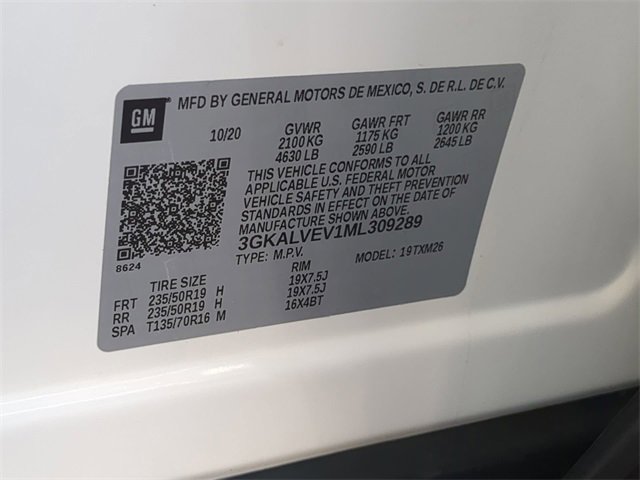 GM
MFD BY GENERAL MOTORS DE MEXICO, S. DE R.L. DE C.V.
10/20 GVWR GAWR FRT GAWR RR
2100 KG 1175 KG 1200 KG
4630 LB 2590 LB 2645 LB
THIS VEHICLE CONFORMS TO ALL
APPLICABLE U.S. FEDERAL MOTOR
VEHICLE SAFETY AND THEFT PREVENTION
STANDARDS IN EFFECT ON THE DATE OF
MANUFACTURE SHOWN ABOVE.
3GKALVEV1ML309289
8624
TYPE: M.P.V. MODEL: 19TXM26
TIRE SIZE RIM
FRT 235/50R19 H 19X7.5J
RR 235/50R19 H 19X7.5J
SPA T135/70R16 M 16X4BT